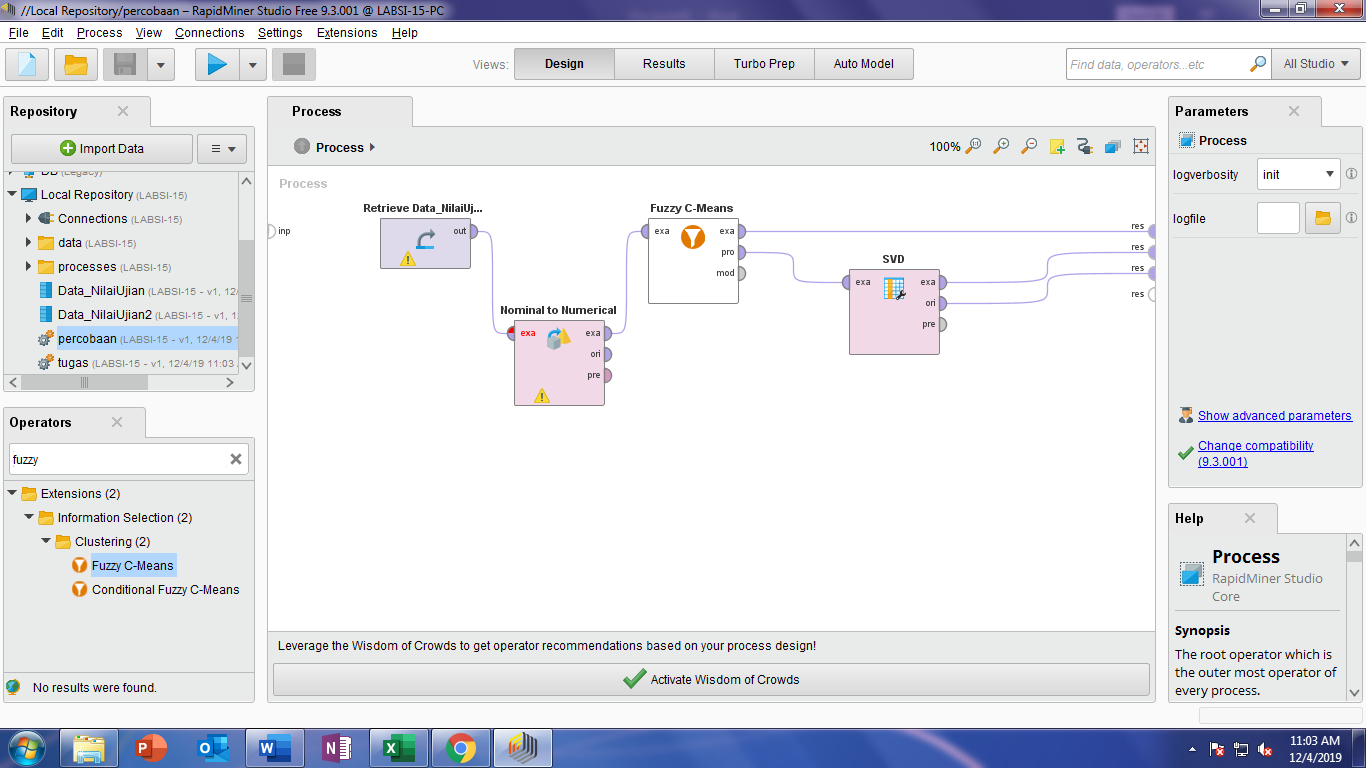 //Local Repository/percobaan – RapidMiner Studio Free 9.3.001 @ LABSI-15-PC
File Edit Process View Connections Settings Extensions Help
Views: Design Results Turbo Prep Auto Model
Find data, operators...etc
All Studio
Repository
Import Data
DB (Legacy)
Local Repository (LABSI-15)
Connections (LABSI-15)
data (LABSI-15)
processes (LABSI-15)
Data_NilaiUjian (LABSI-15 - v1, 12/
Data_NilaiUjian2 (LABSI-15 - v1,
percobaan (LABSI-15 - v1, 12/4/19
tugas (LABSI-15 - v1, 12/4/19 11:03
Operators
fuzzy
Extensions (2)
Information Selection (2)
Clustering (2)
Fuzzy C-Means
Conditional Fuzzy C-Means
No results were found.
Process
Process
100%
Process
inp
Retrieve Data_NilaiUj...
out
Nominal to Numerical
exa exa
ori
pre
Fuzzy C-Means
exa exa
pro
mod
SVD
exa exa
ori
pre
res
res
res
res
Leverage the Wisdom of Crowds to get operator recommendations based on your process design!
Activate Wisdom of Crowds
Parameters
Process
logverbosity init
logfile
Show advanced parameters
Change compatibility
(9.3.001)
Help
Process
RapidMiner Studio
Core
Synopsis
The root operator which is
the outer most operator of
every process.
11:03 AM
12/4/2019